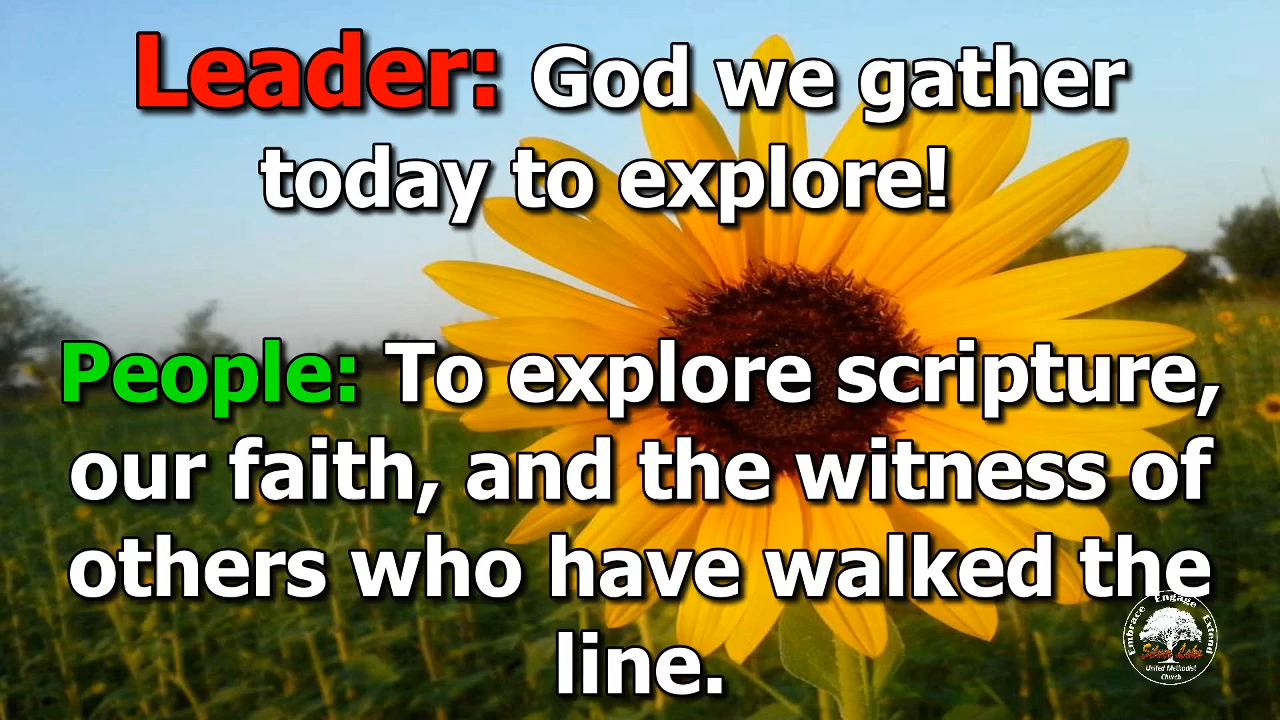 Leader: God we gather
today to explore!
People: To explore scripture,
our faith, and the witness of
others who have walked the
line.
Embrace Engage Extend
United Methodist
Church